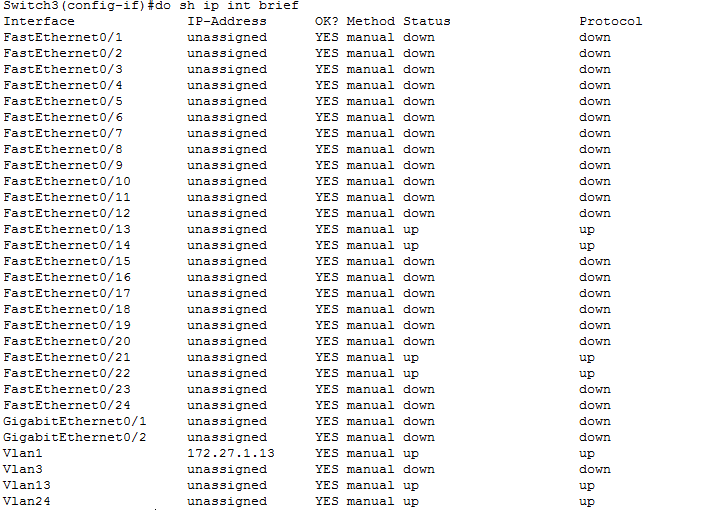 Switch3(config-if)#do sh ip int brief
Interface IP-Address OK? Method Status Protocol
FastEthernet0/1 unassigned YES manual down down
FastEthernet0/2 unassigned YES manual down down
FastEthernet0/3 unassigned YES manual down down
FastEthernet0/4 unassigned YES manual down down
FastEthernet0/5 unassigned YES manual down down
FastEthernet0/6 unassigned YES manual down down
FastEthernet0/7 unassigned YES manual down down
FastEthernet0/8 unassigned YES manual down down
FastEthernet0/9 unassigned YES manual down down
FastEthernet0/10 unassigned YES manual down down
FastEthernet0/11 unassigned YES manual down down
FastEthernet0/12 unassigned YES manual down down
FastEthernet0/13 unassigned YES manual up up
FastEthernet0/14 unassigned YES manual up up
FastEthernet0/15 unassigned YES manual down down
FastEthernet0/16 unassigned YES manual down down
FastEthernet0/17 unassigned YES manual down down
FastEthernet0/18 unassigned YES manual down down
FastEthernet0/19 unassigned YES manual down down
FastEthernet0/20 unassigned YES manual down down
FastEthernet0/21 unassigned YES manual up up
FastEthernet0/22 unassigned YES manual up up
FastEthernet0/23 unassigned YES manual down down
FastEthernet0/24 unassigned YES manual down down
GigabitEthernet0/1 unassigned YES manual down down
GigabitEthernet0/2 unassigned YES manual down down
Vlan1 172.27.1.13 YES manual up up
Vlan3 unassigned YES manual down down
Vlan13 unassigned YES manual up up
Vlan24 unassigned YES manual up up